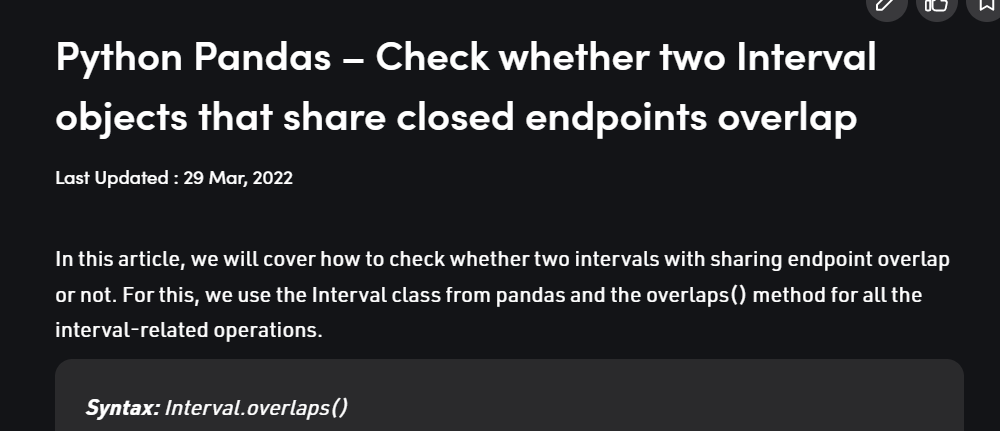 Python Pandas – Check whether two Interval
objects that share closed endpoints overlap
Last Updated : 29 Mar, 2022
In this article, we will cover how to check whether two intervals with sharing endpoint overlap
or not. For this, we use the Interval class from pandas and the overlaps() method for all the
interval-related operations.
Syntax: Interval.overlaps()